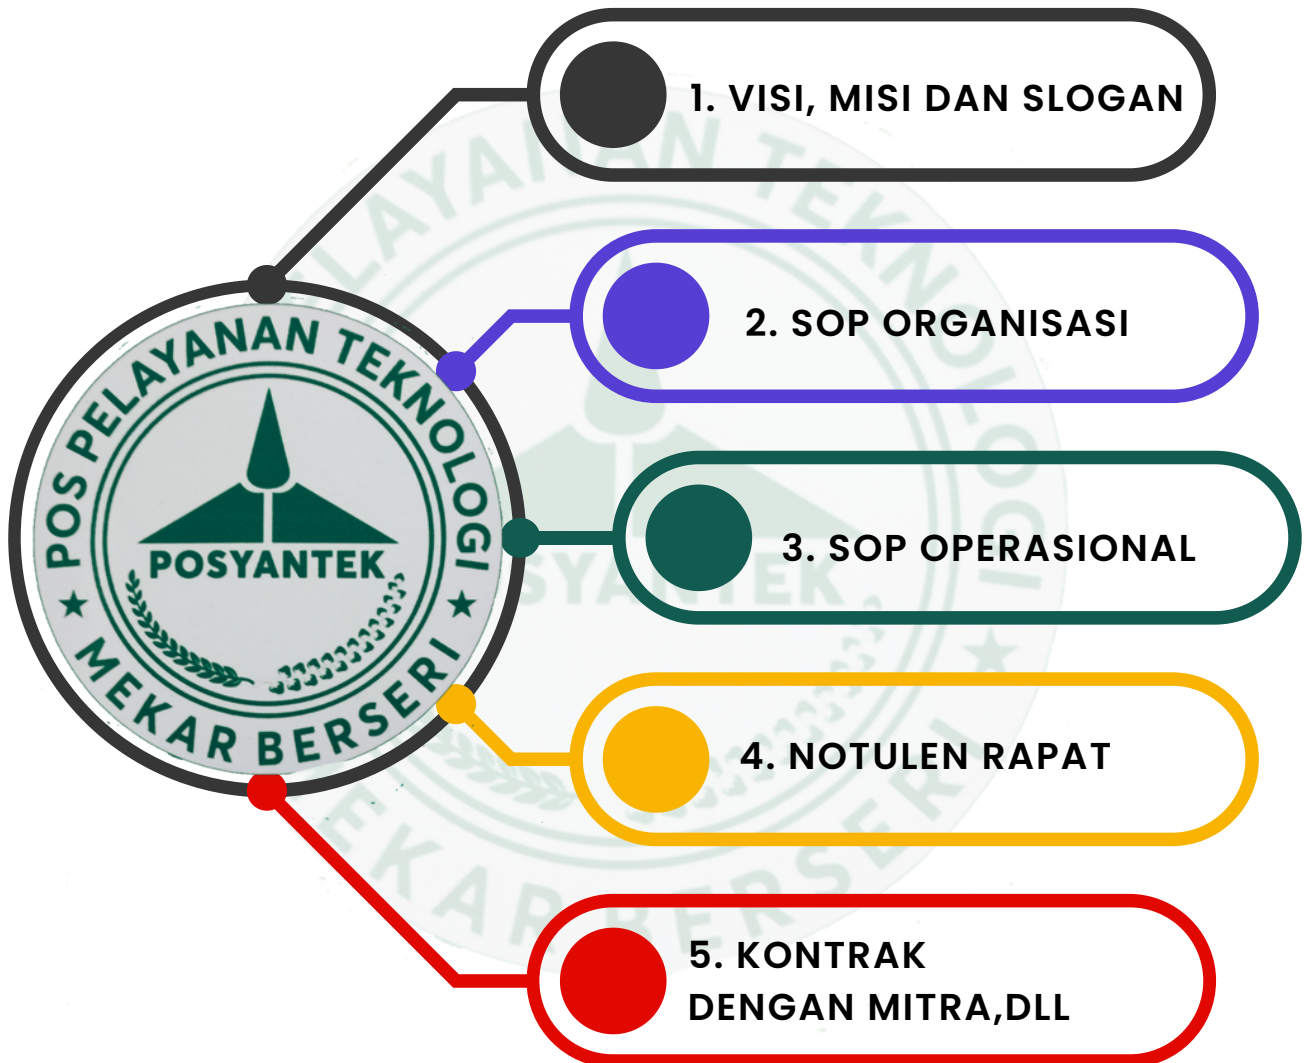 1. VISI, MISI DAN SLOGAN
2. SOP ORGANISASI
POS PELAYANAN TEKNOLOGI
POSYANTEK
MEKAR BERSERI
3. SOP OPERASIONAL
4. NOTULEN RAPAT
5. KONTRAK
DENGAN MITRA,DLL